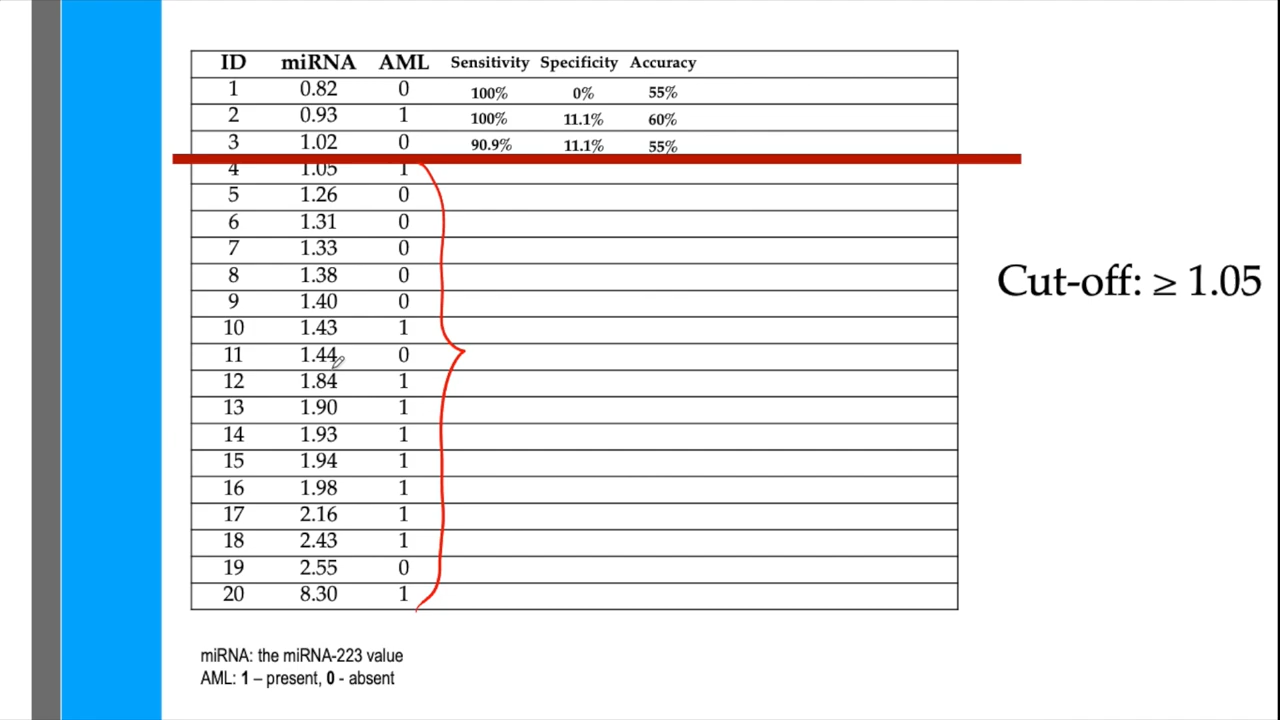 ID miRNA AML Sensitivity Specificity Accuracy
1 0.82 0 100% 0% 55%
2 0.93 1 100% 11.1% 60%
3 1.02 0 90.9% 11.1% 55%
4 1.05 1
5 1.26 0
6 1.31 0
7 1.33 0
8 1.38 0
9 1.40 0
10 1.43 1
11 1.44 0
12 1.84 1
13 1.90 1
14 1.93 1
15 1.94 1
16 1.98 1
17 2.16 1
18 2.43 1
19 2.55 0
20 8.30 1
Cut-off: ≥ 1.05
miRNA: the miRNA-223 value
AML: 1 – present, 0 - absent